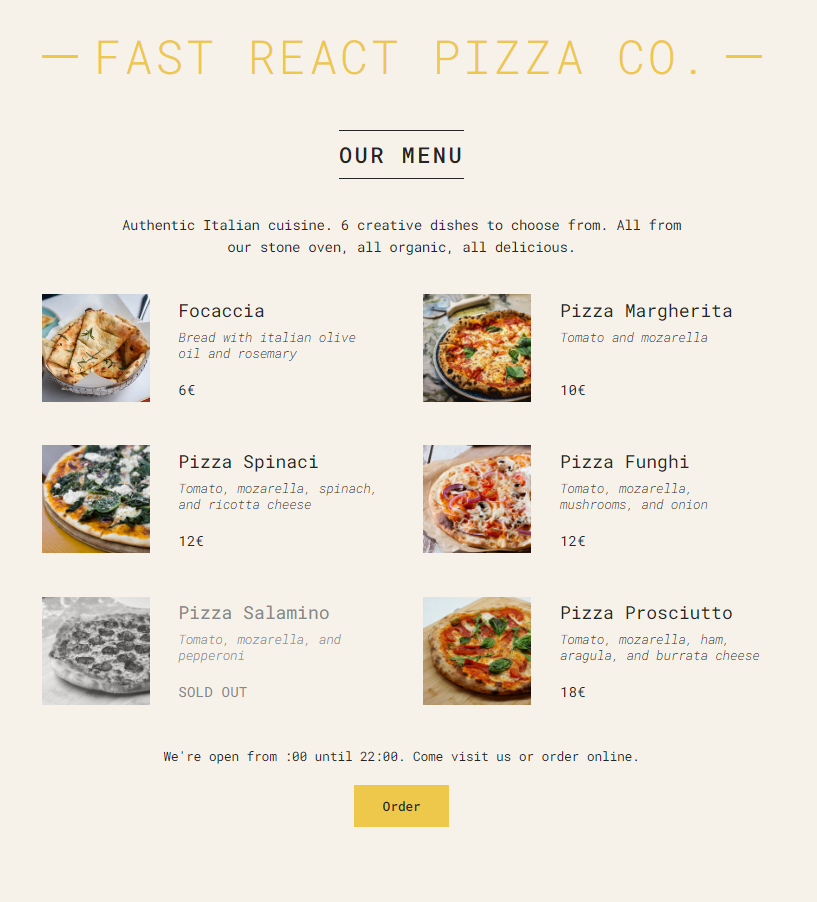 — FAST REACT PIZZA CO. —
OUR MENU
Authentic Italian cuisine. 6 creative dishes to choose from. All from
our stone oven, all organic, all delicious.
Focaccia
Bread with italian olive
oil and rosemary
6€
Pizza Margherita
Tomato and mozarella
10€
Pizza Spinaci
Tomato, mozarella, spinach,
and ricotta cheese
12€
Pizza Funghi
Tomato, mozarella,
mushrooms, and onion
12€
Pizza Salamino
Tomato, mozarella, and
pepperoni
SOLD OUT
Pizza Prosciutto
Tomato, mozarella, ham,
aragula, and burrata cheese
18€
We're open from :00 until 22:00. Come visit us or order online.
Order